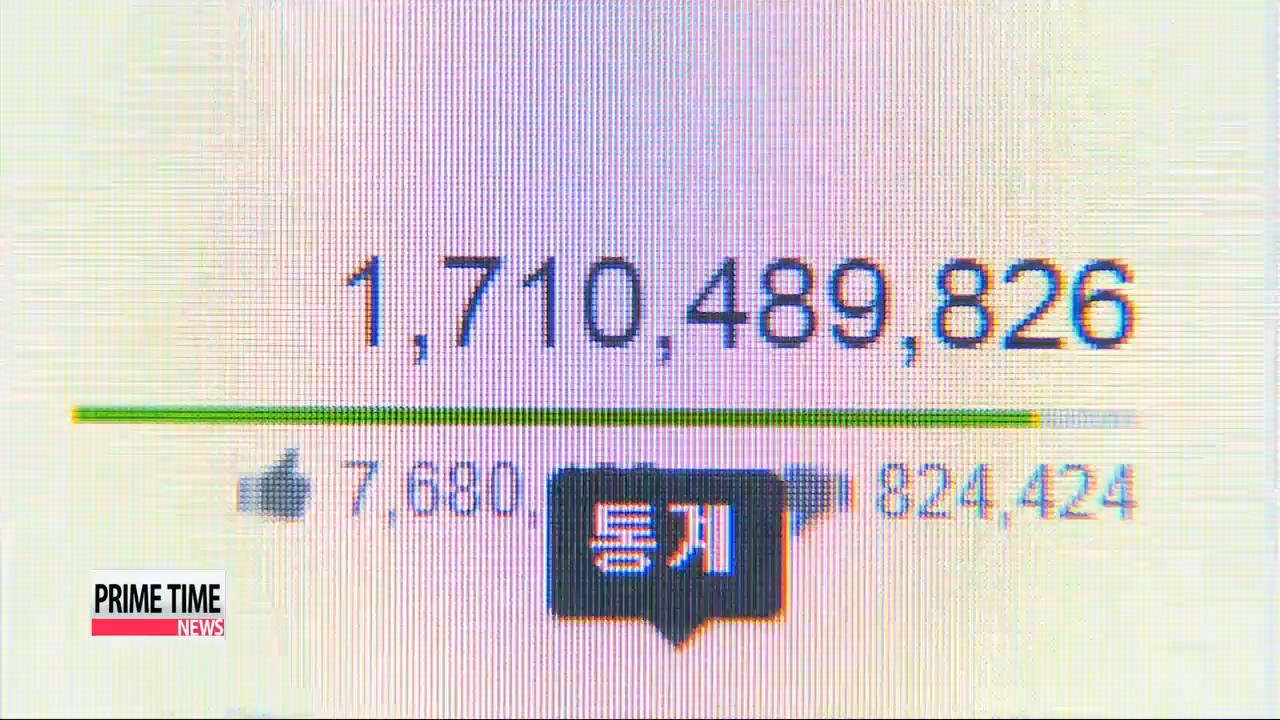 1,710,489,826
7,680, 824,424
통계
PRIME TIME
NEWS